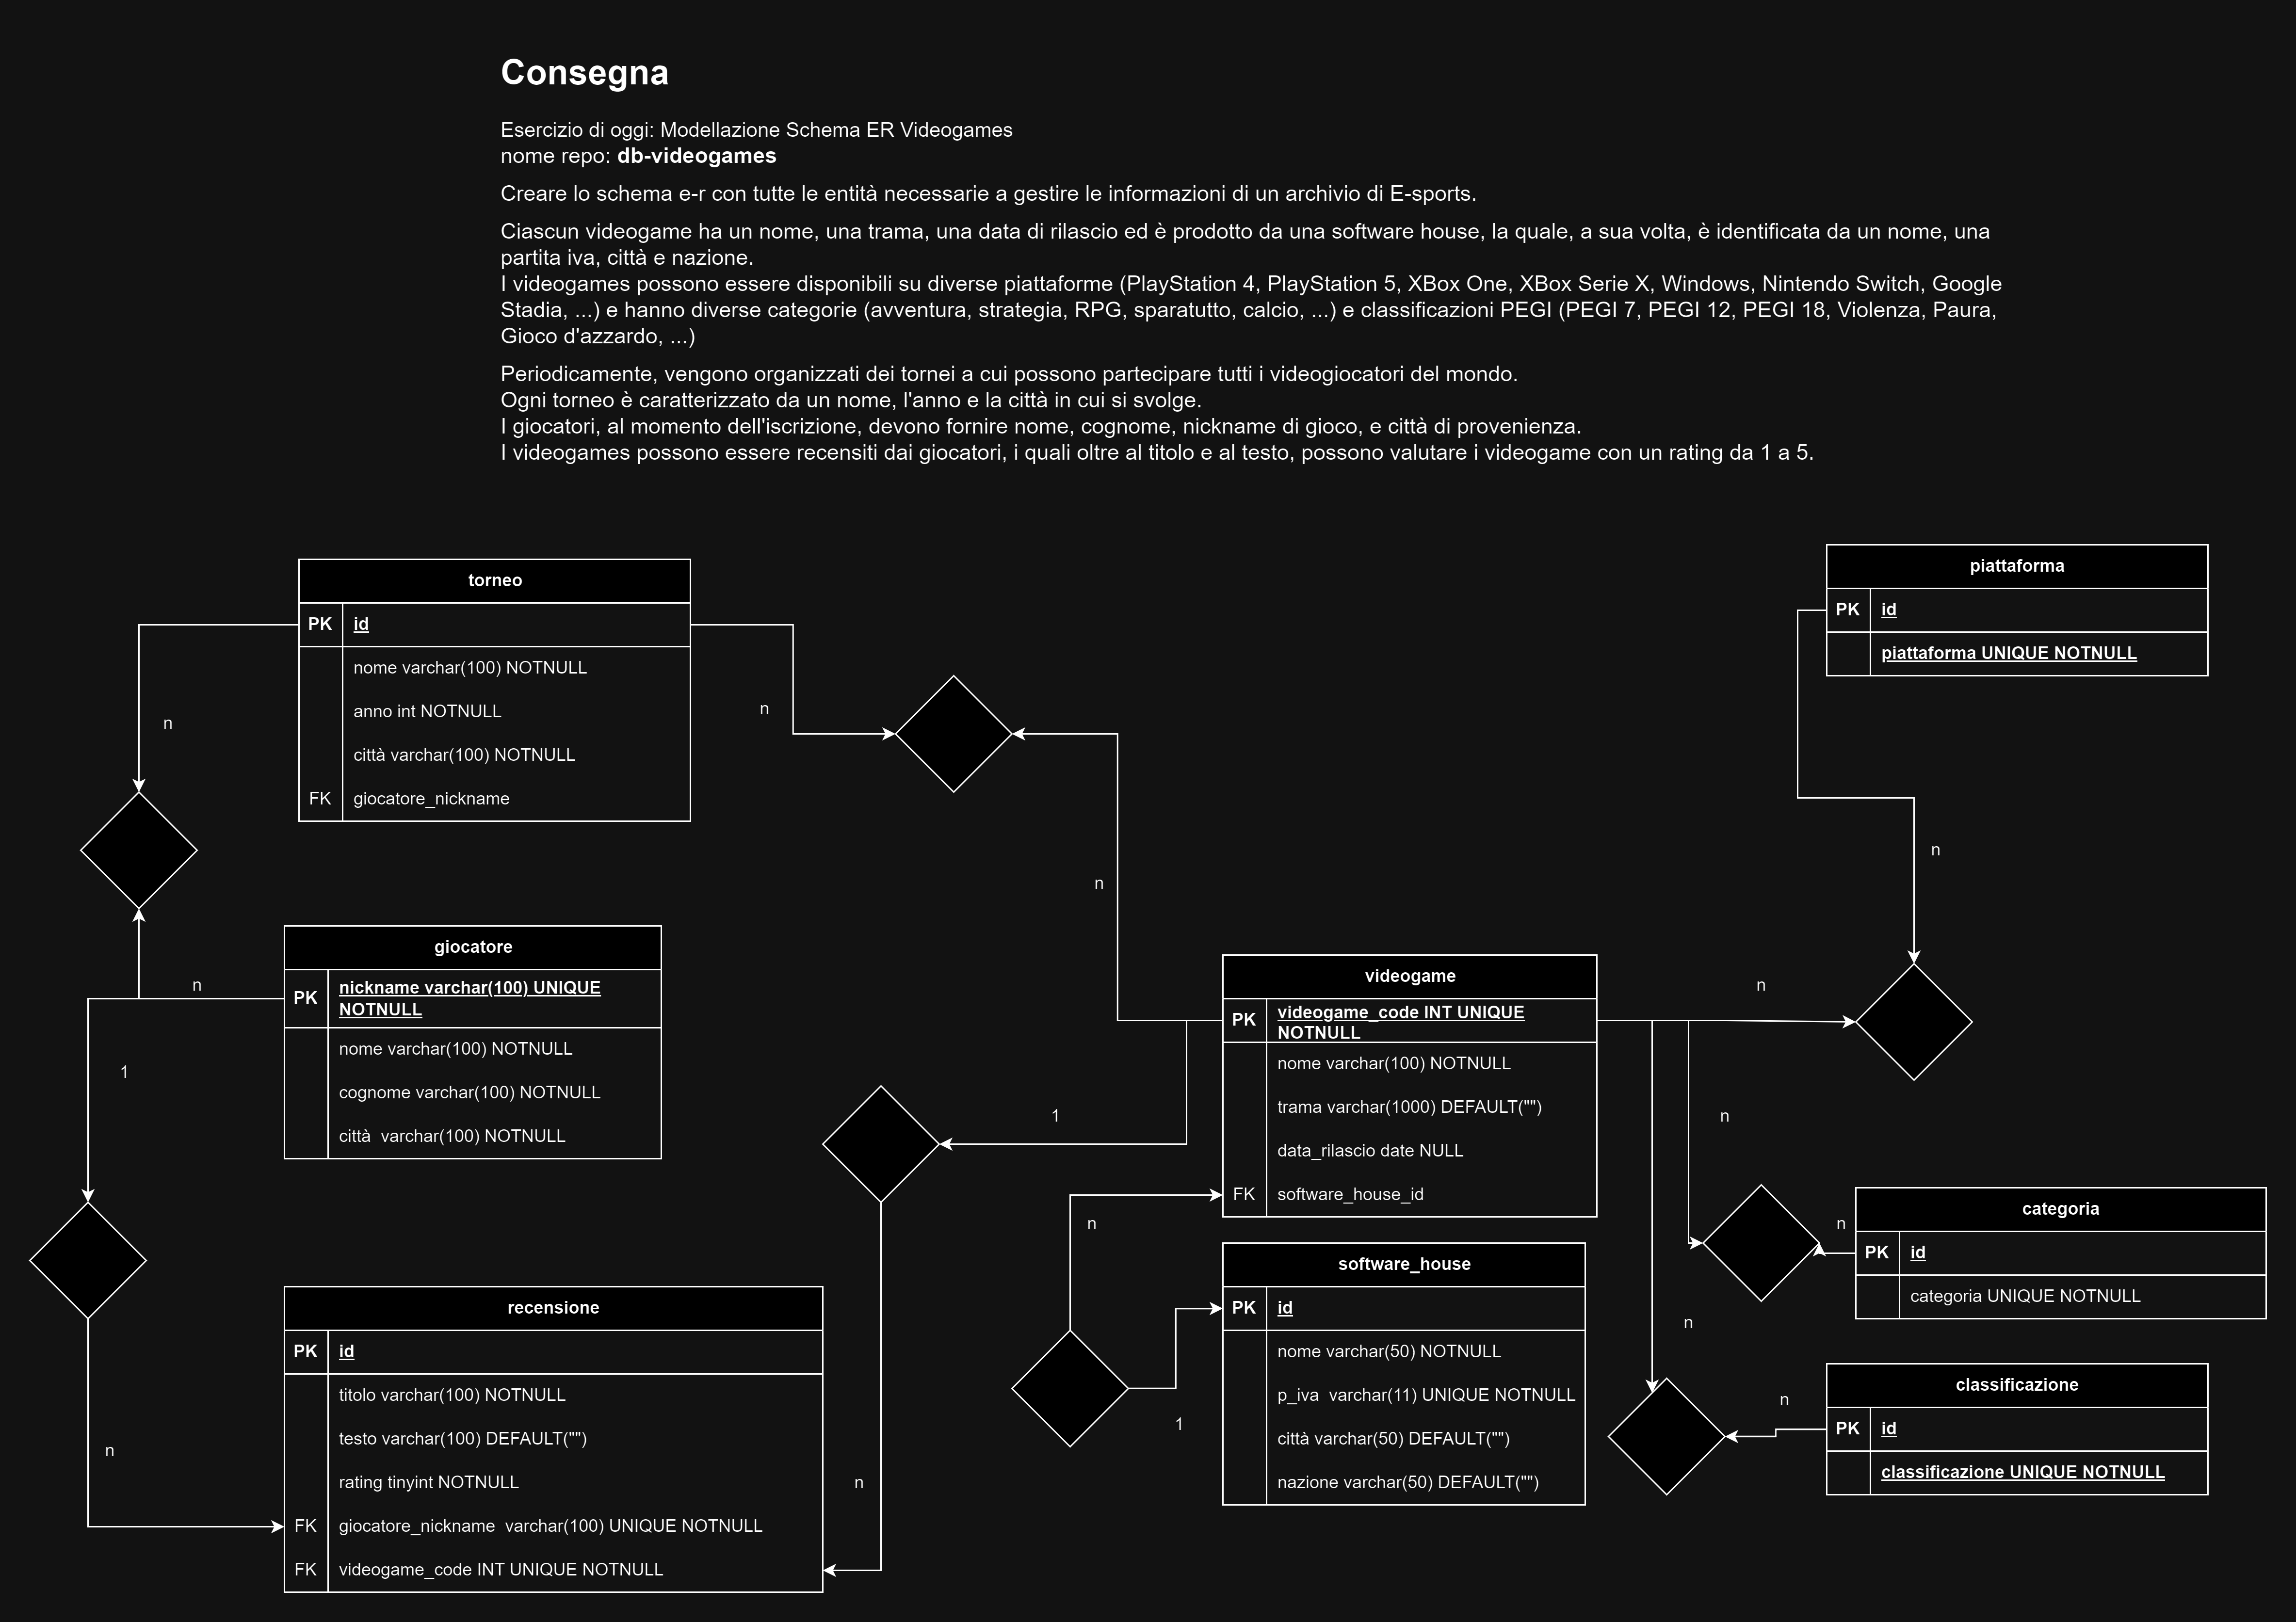 Consegna
Esercizio di oggi: Modellazione Schema ER Videogames
nome repo: db-videogames
Creare lo schema e-r con tutte le entità necessarie a gestire le informazioni di un archivio di E-sports.
Ciascun videogame ha un nome, una trama, una data di rilascio ed è prodotto da una software house, la quale, a sua volta, è identificata da un nome, una
partita iva, città e nazione.
I videogames possono essere disponibili su diverse piattaforme (PlayStation 4, PlayStation 5, XBox One, XBox Serie X, Windows, Nintendo Switch, Google
Stadia, ...) e hanno diverse categorie (avventura, strategia, RPG, sparatutto, calcio, ...) e classificazioni PEGI (PEGI 7, PEGI 12, PEGI 18, Violenza, Paura,
Gioco d'azzardo, ...)
Periodicamente, vengono organizzati dei tornei a cui possono partecipare tutti i videogiocatori del mondo.
Ogni torneo è caratterizzato da un nome, l'anno e la città in cui si svolge.
I giocatori, al momento dell'iscrizione, devono fornire nome, cognome, nickname di gioco, e città di provenienza.
I videogames possono essere recensiti dai giocatori, i quali oltre al titolo e al testo, possono valutare i videogame con un rating da 1 a 5.
torneo
PK id
nome varchar(100) NOTNULL
anno int NOTNULL
città varchar(100) NOTNULL
FK giocatore_nickname
n
n
piattaforma
PK id
piattaforma UNIQUE NOTNULL
n
n
n
giocatore
PK nickname varchar(100) UNIQUE
NOTNULL
nome varchar(100) NOTNULL
cognome varchar(100) NOTNULL
città  varchar(100) NOTNULL
n
1
videogame
PK videogame_code INT UNIQUE
NOTNULL
nome varchar(100) NOTNULL
trama varchar(1000) DEFAULT("")
data_rilascio date NULL
FK software_house_id
n
1
n
n
categoria
PK id
categoria UNIQUE NOTNULL
n
software_house
PK id
nome varchar(50) NOTNULL
p_iva  varchar(11) UNIQUE NOTNULL
città varchar(50) DEFAULT("")
nazione varchar(50) DEFAULT("")
1
n
n
classificazione
PK id
classificazione UNIQUE NOTNULL
recensione
PK id
titolo varchar(100) NOTNULL
testo varchar(100) DEFAULT("")
rating tinyint NOTNULL
FK giocatore_nickname  varchar(100) UNIQUE NOTNULL
FK videogame_code INT UNIQUE NOTNULL
n
n